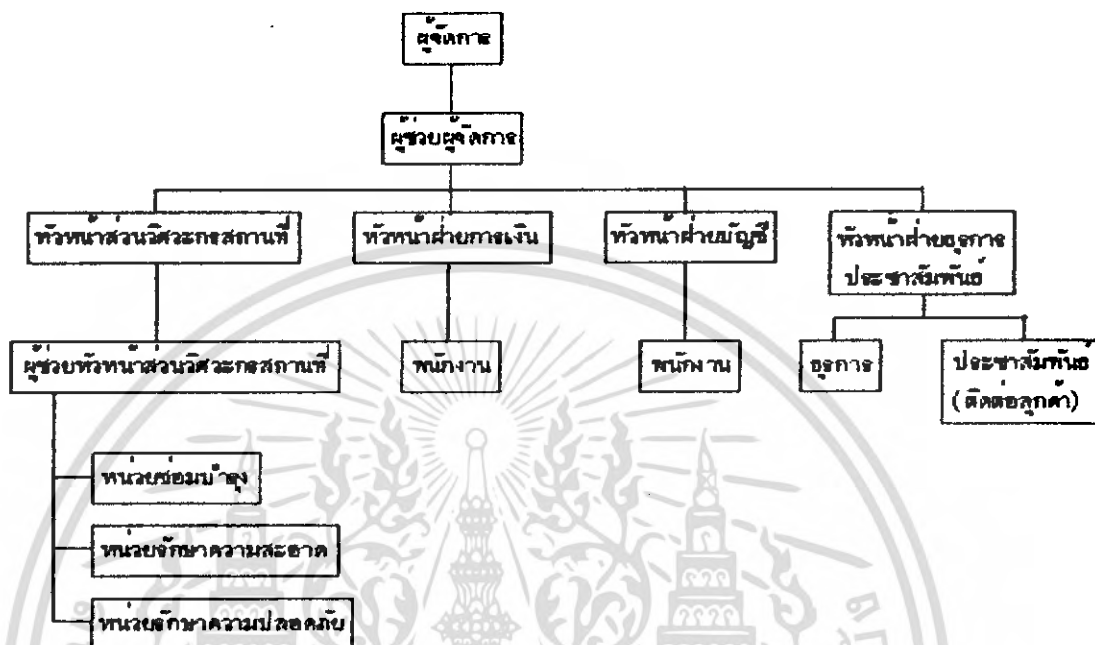 ผู้จัดการ
ผู้ช่วยผู้จัดการ
หัวหน้าส่วนวิศวะกรสถานที่
หัวหน้าฝ่ายการเงิน
หัวหน้าฝ่ายบัญชี
หัวหน้าฝ่ายธุรการ
ประชาสัมพันธ์
ผู้ช่วยหัวหน้าส่วนวิศวะกรสถานที่
พนักงาน
พนักงาน
ธุรการ
ประชาสัมพันธ์
(ติดต่อลูกค้า)
หน่วยซ่อมบำรุง
หน่วยรักษาความสะอาด
หน่วยรักษาความปลอดภัย